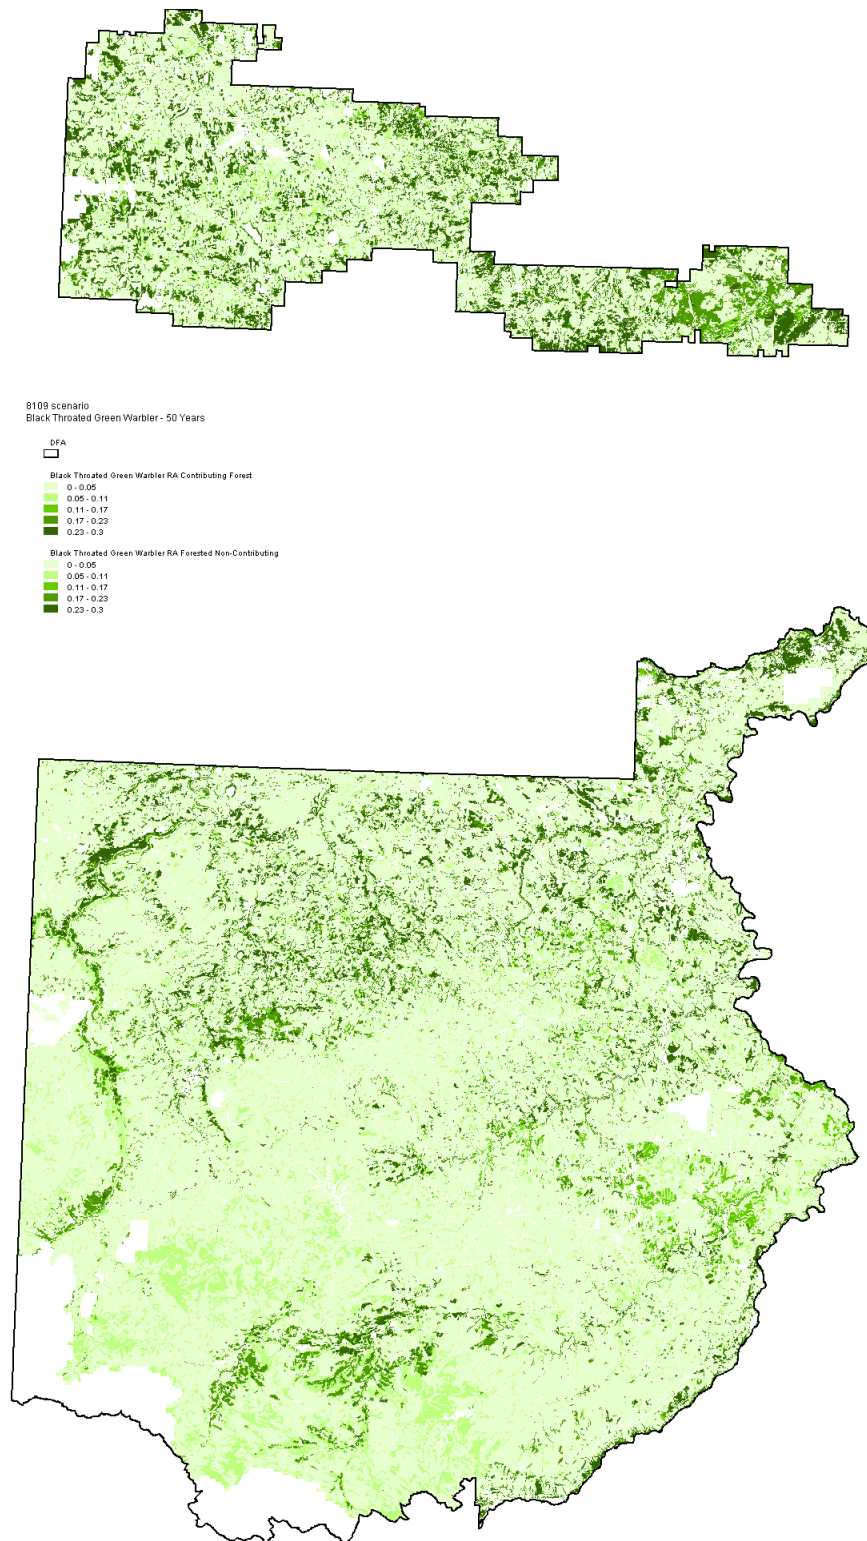 8109 scenario
Black Throated Green Warbler - 50 Years
DFA
Black Throated Green Warbler RA Contributing Forest
0 - 0.05
0.05 - 0.11
0.11 - 0.17
0.17 - 0.23
0.23 - 0.3
Black Throated Green Warbler RA Forested Non-Contributing
0 - 0.05
0.05 - 0.11
0.11 - 0.17
0.17 - 0.23
0.23 - 0.3